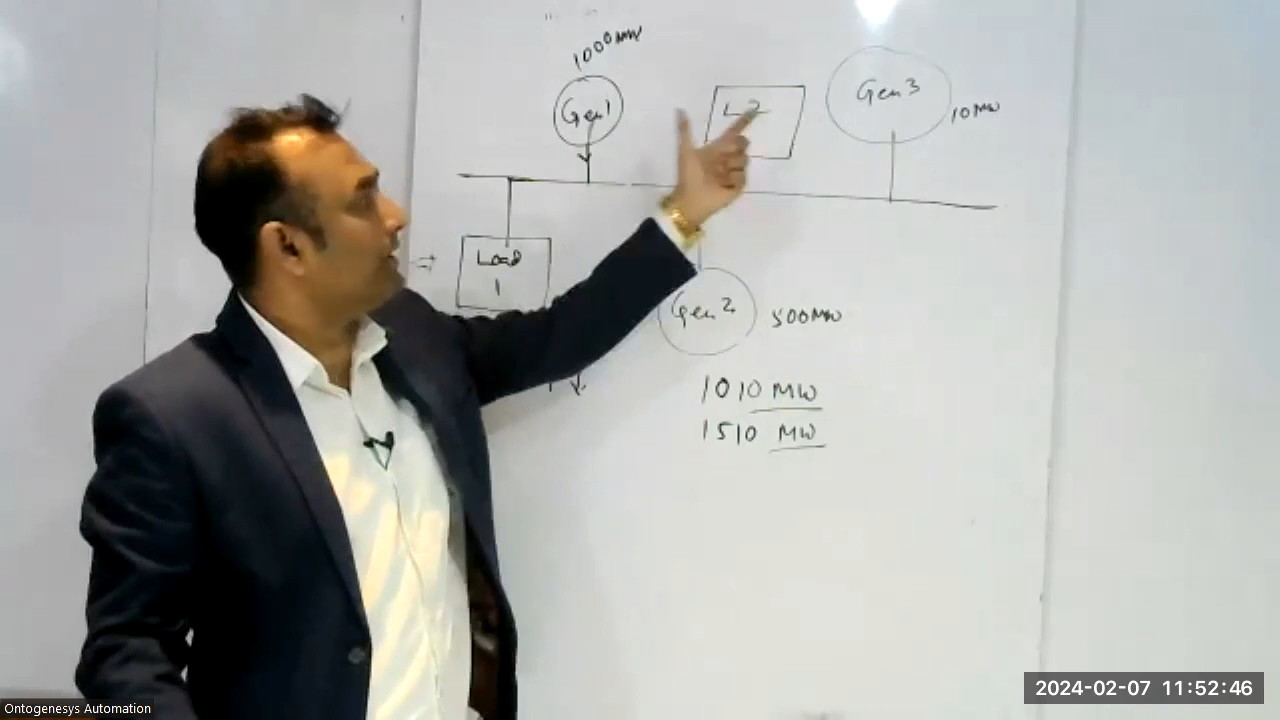 1000MW
Gen1
L2
Gen3
10MW
Load
1
Gen2
500MW
1010 MW
1510 MW
Ontogenesys Automation
2024-02-07 11:52:46